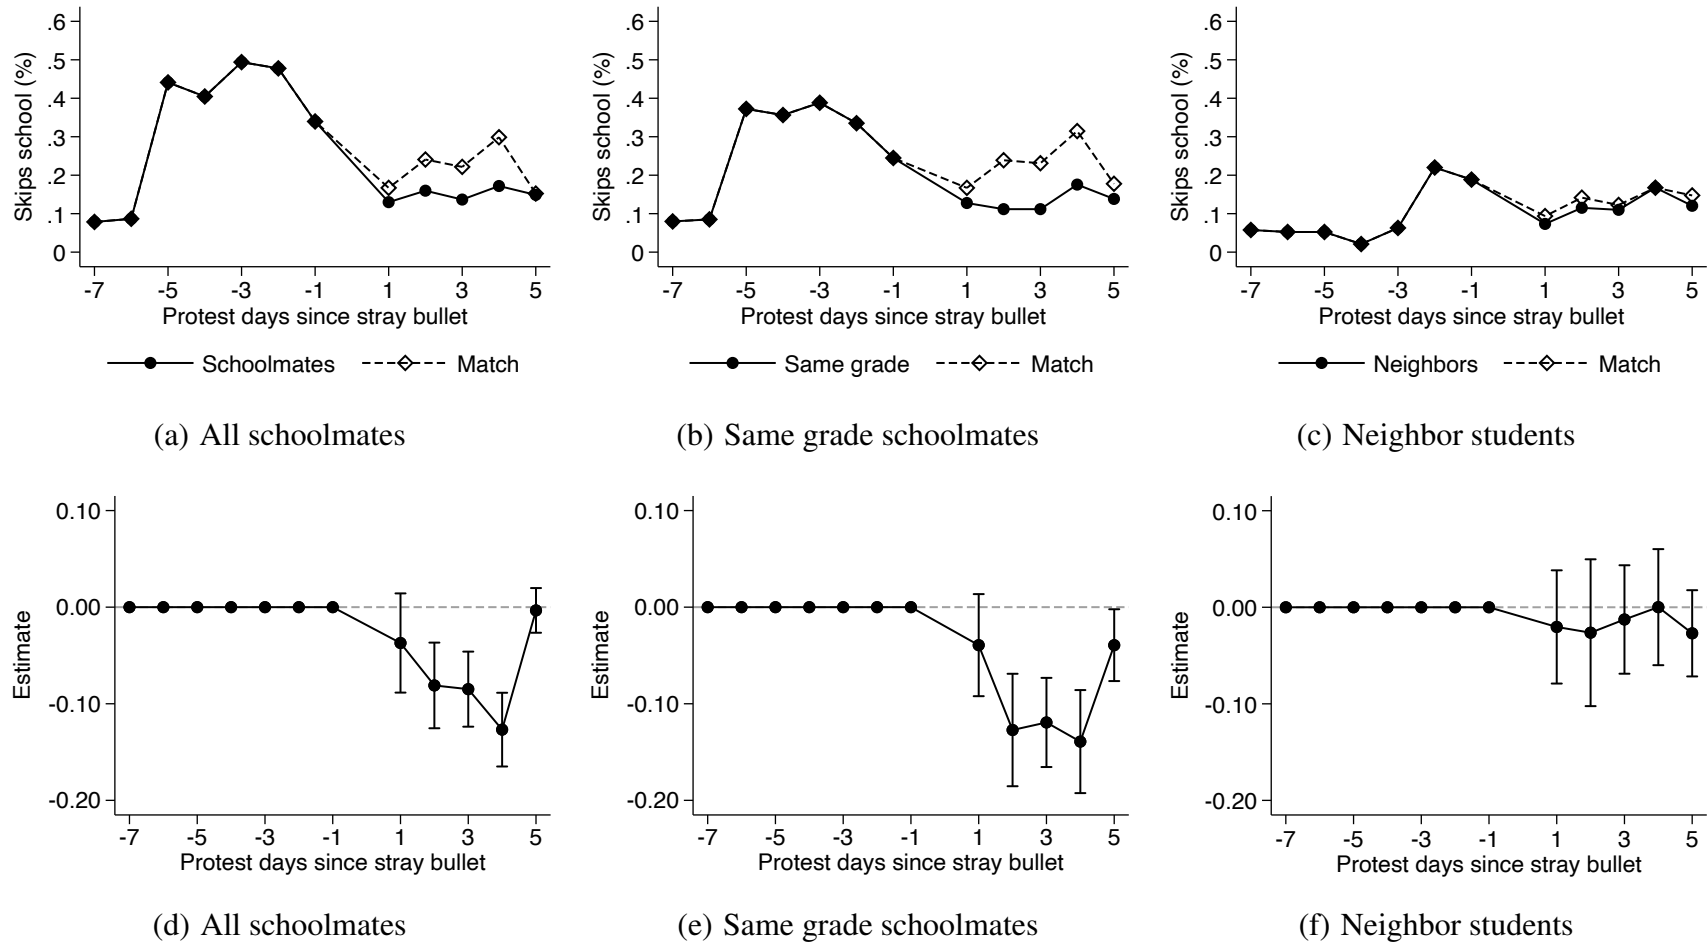 .6
.5
.4
.3
.2
.1
0
Skips school (%)
-7 -5 -3 -1 1 3 5
Protest days since stray bullet
Schoolmates Match
(a) All schoolmates
.6
.5
.4
.3
.2
.1
0
Skips school (%)
-7 -5 -3 -1 1 3 5
Protest days since stray bullet
Same grade Match
(b) Same grade schoolmates
.6
.5
.4
.3
.2
.1
0
Skips school (%)
-7 -5 -3 -1 1 3 5
Protest days since stray bullet
Neighbors Match
(c) Neighbor students
0.10
0.00
-0.10
-0.20
Estimate
-7 -5 -3 -1 1 3 5
Protest days since stray bullet
(d) All schoolmates
0.10
0.00
-0.10
-0.20
Estimate
-7 -5 -3 -1 1 3 5
Protest days since stray bullet
(e) Same grade schoolmates
0.10
0.00
-0.10
-0.20
Estimate
-7 -5 -3 -1 1 3 5
Protest days since stray bullet
(f) Neighbor students